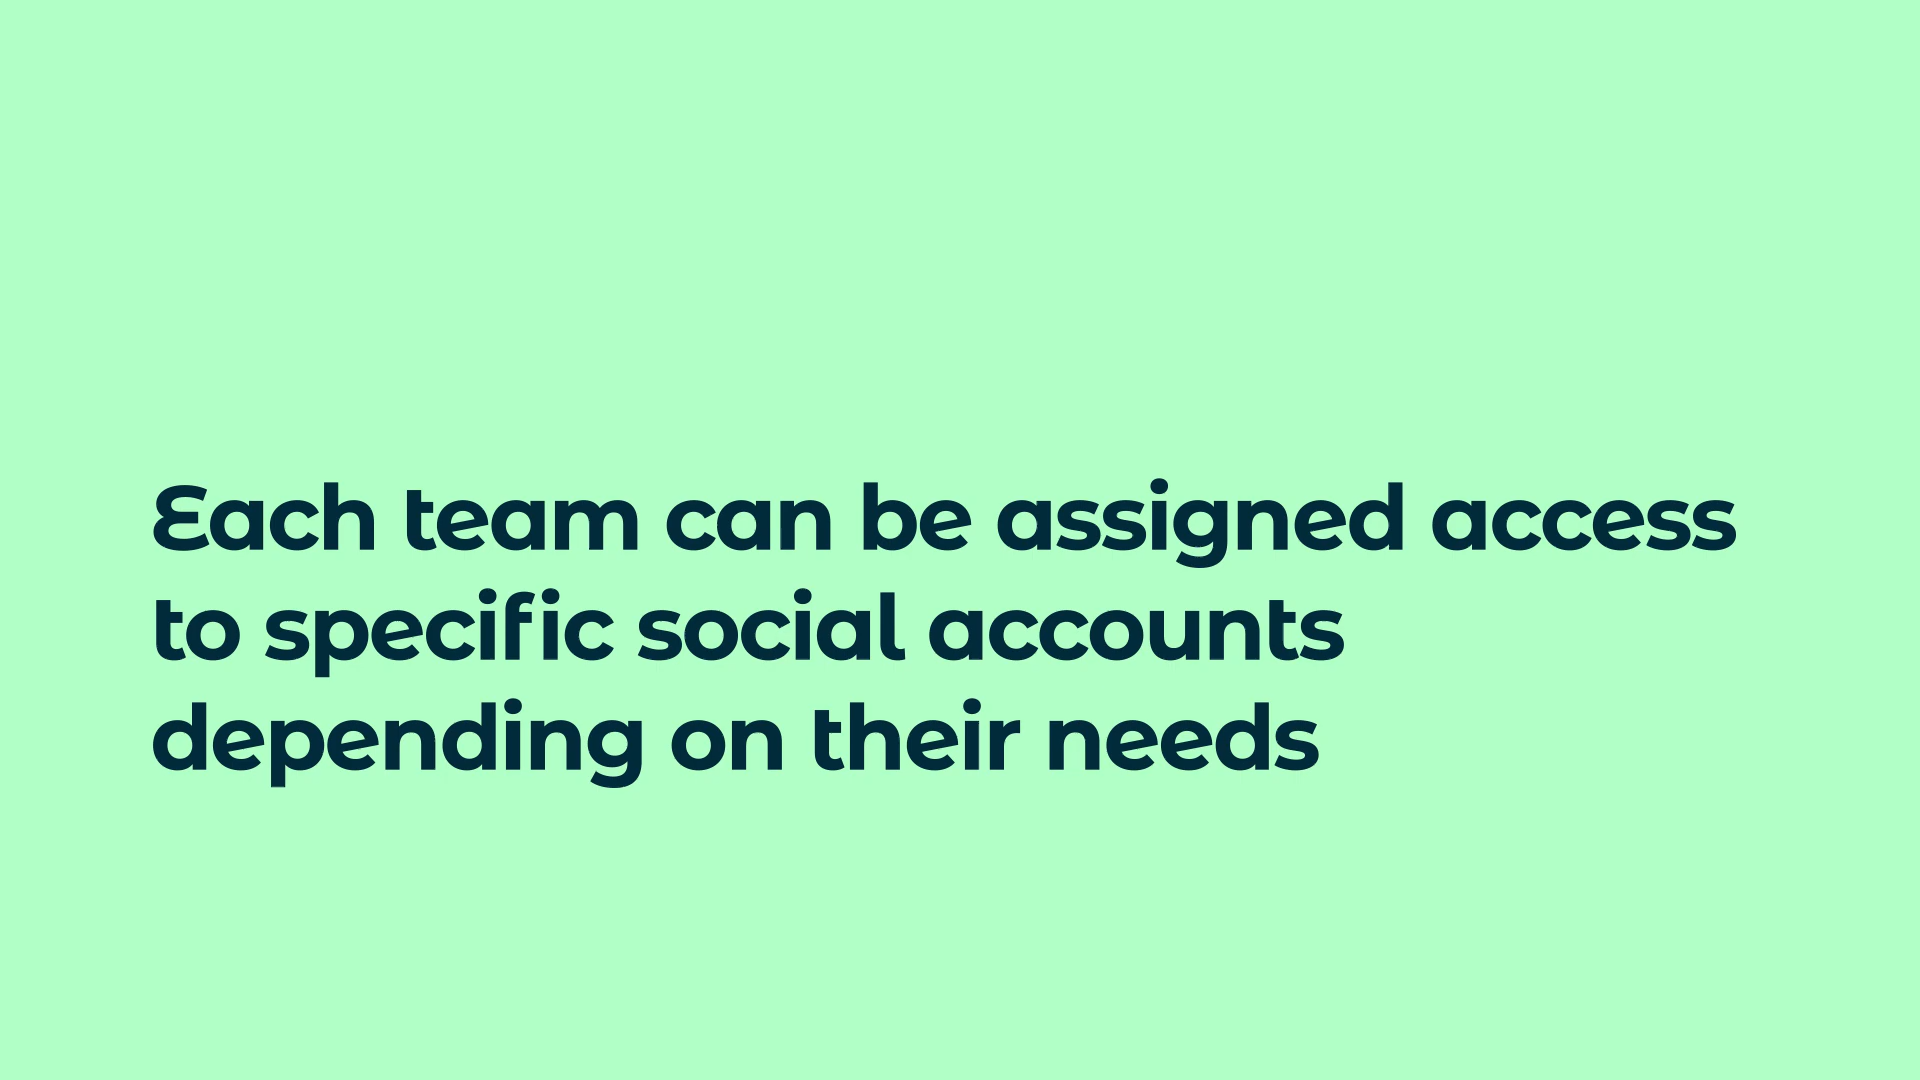 Each team can be assigned access
to specific social accounts
depending on their needs